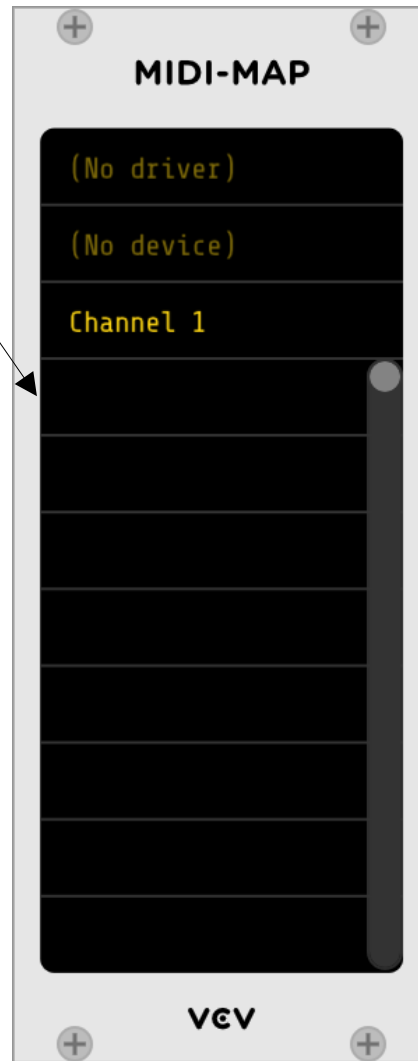 MIDI-MAP
(No driver)
(No device)
Channel 1
VCV